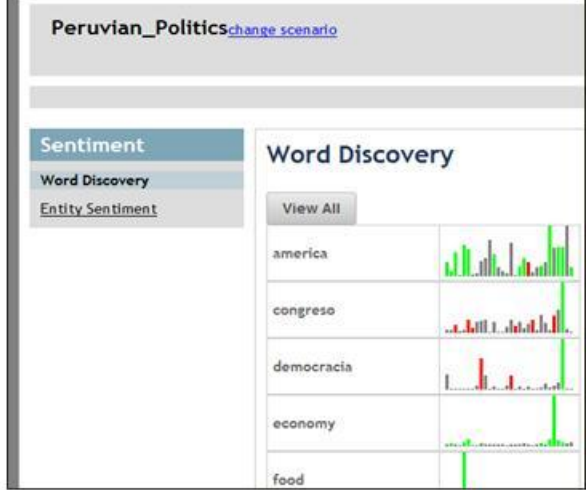 Peruvian_Politics change scenario
Sentiment
Word Discovery
Entity Sentiment
Word Discovery
View All
america
congreso
democracia
economy
food